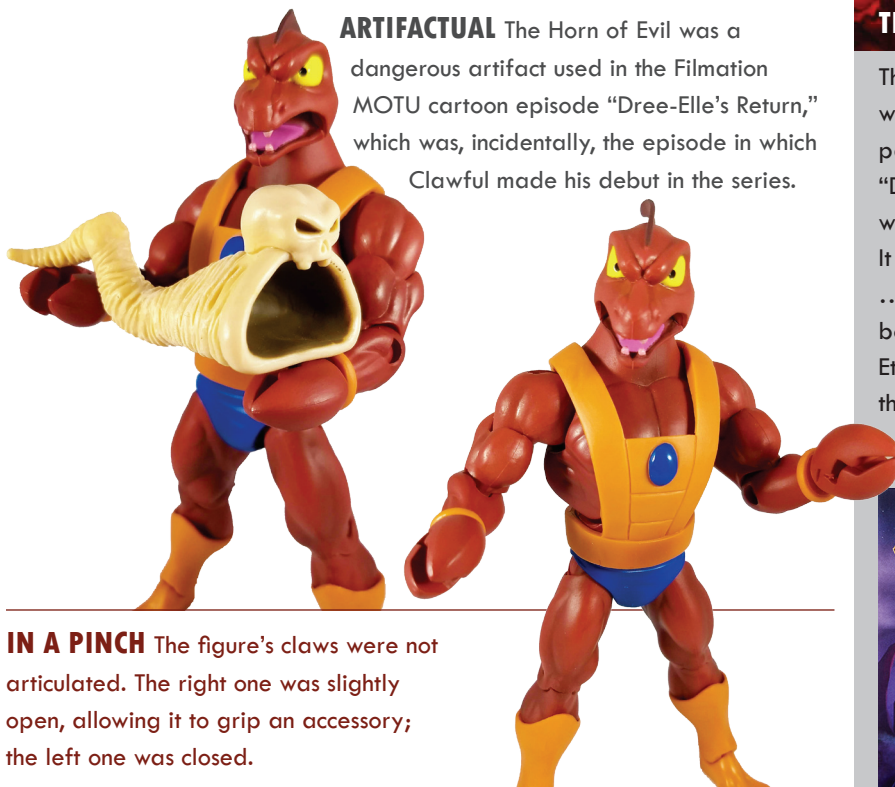 ARTIFACTUAL The Horn of Evil was a
dangerous artifact used in the Filmation
MOTU cartoon episode “Dree-Elle’s Return,”
which was, incidentally, the episode in which
Clawful made his debut in the series.
IN A PINCH The figure’s claws were not
articulated. The right one was slightly
open, allowing it to grip an accessory;
the left one was closed.